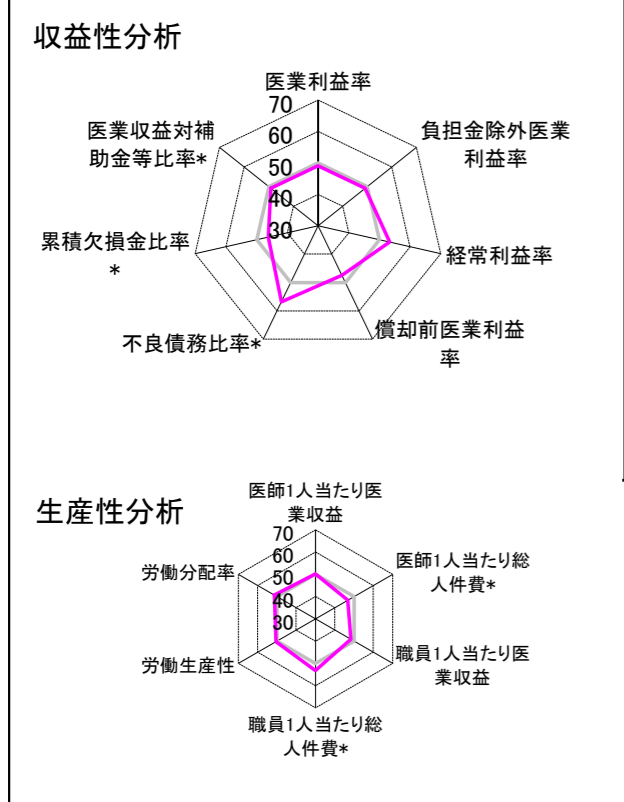 収益性分析
医業利益率
負担金除外医業
利益率
経常利益率
償却前医業利益
率
不良債務比率*
累積欠損金比率
*
医業収益対補
助金等比率*
70
60
50
40
30
生産性分析
医師1人当たり医
業収益
医師1人当たり総
人件費*
職員1人当たり医
業収益
職員1人当たり総
人件費*
労働生産性
労働分配率
70
60
50
40
30